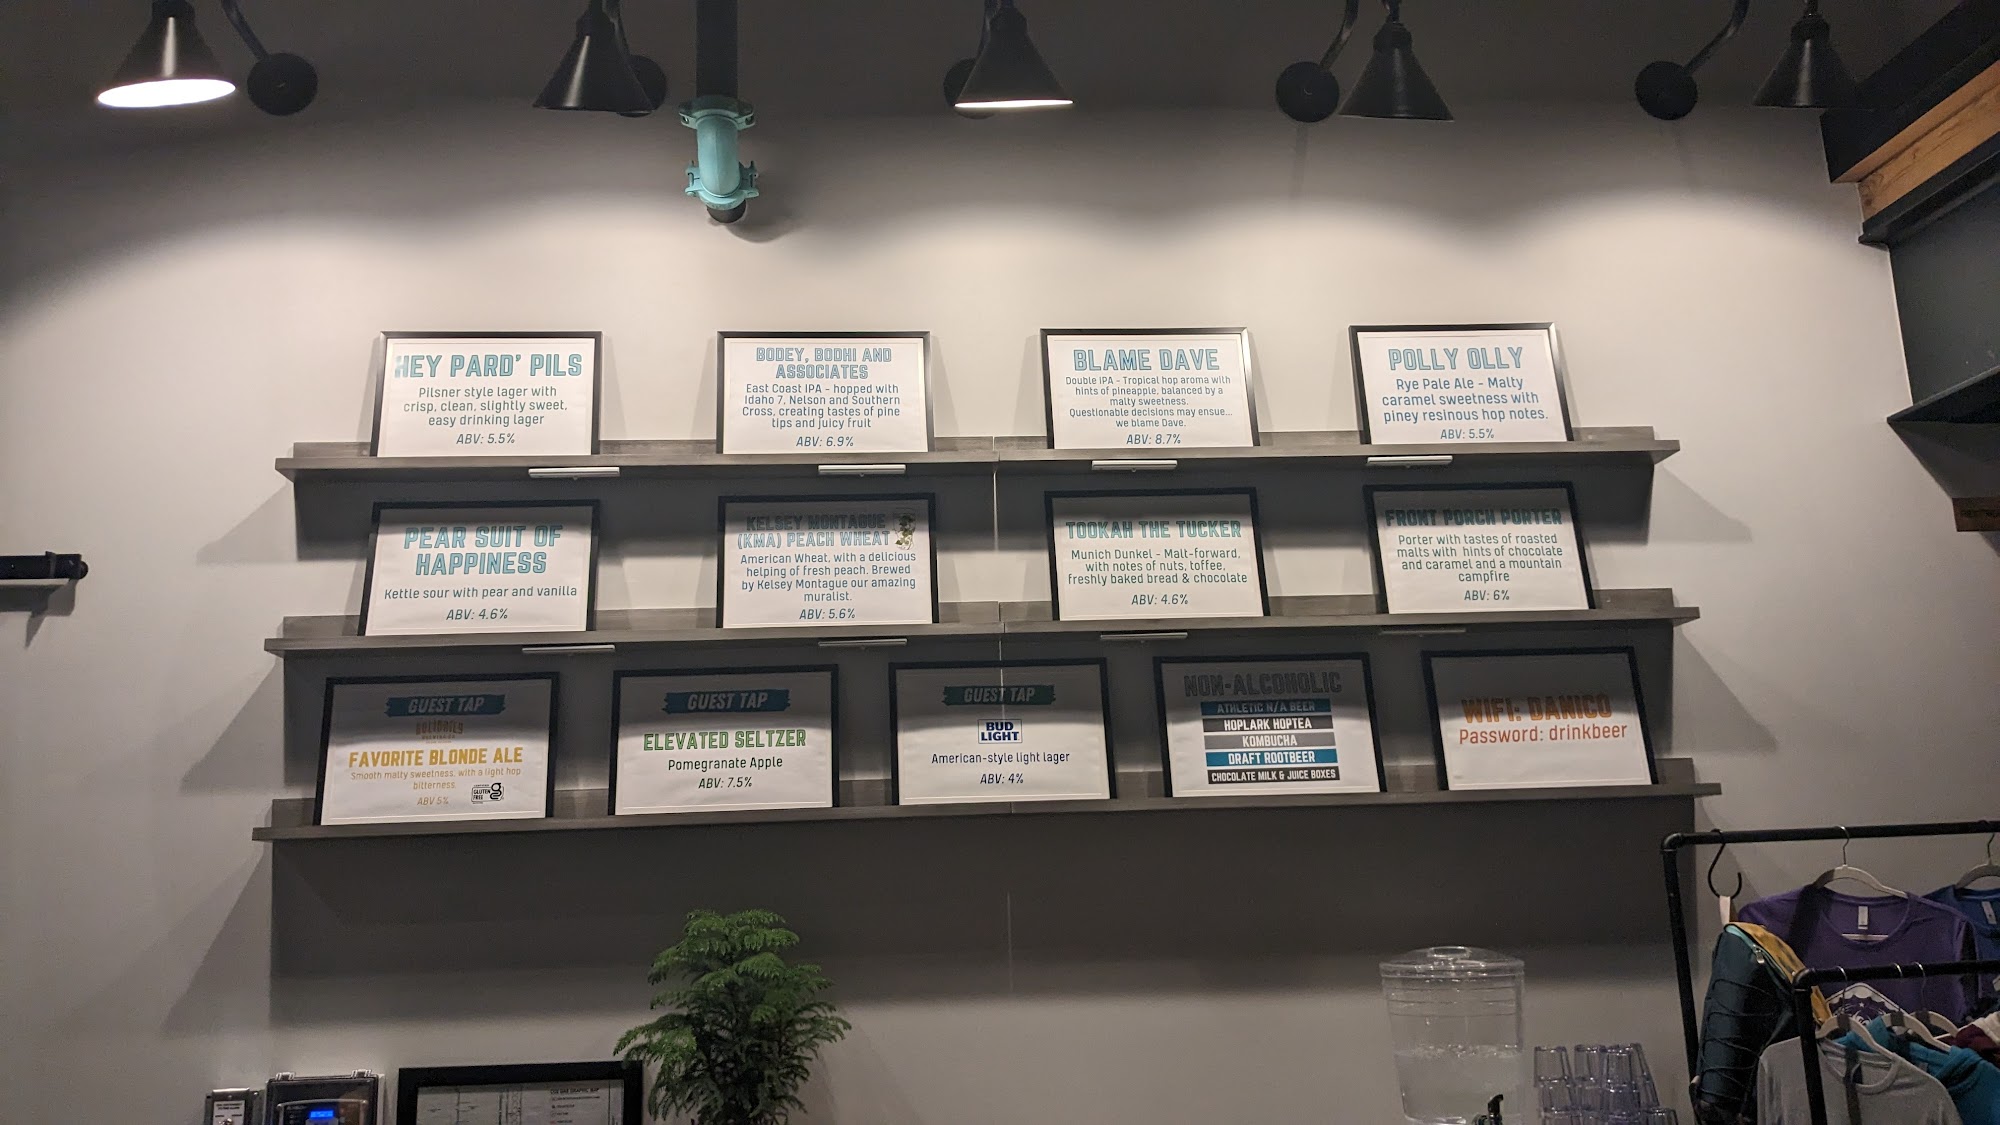 HEY PARD' PILS
Pilsner style lager with
crisp, clean, slightly sweet,
easy drinking lager
ABV: 5.5%
BODEY, BODHI AND
ASSOCIATES
East Coast IPA - hopped with
Idaho 7, Nelson and Southern
Cross, creating tastes of pine
tips and juicy fruit
ABV: 6.9%
BLAME DAVE
Double IPA - Tropical hop aroma with
hints of pineapple, balanced by a
malty sweetness.
Questionable decisions may ensue...
we blame Dave.
ABV: 8.7%
POLLY OLLY
Rye Pale Ale - Malty
caramel sweetness with
piney resinous hop notes.
ABV: 5.5%
PEAR SUIT OF
HAPPINESS
Kettle sour with pear and vanilla
ABV: 4.6%
KELSEY MONTAGUE
(KMA) PEACH WHEAT
American Wheat, with a delicious
helping of fresh peach. Brewed
by Kelsey Montague our amazing
muralist.
ABV: 5.6%
TOOKAH THE TUCKER
Munich Dunkel - Malt-forward,
with notes of nuts, toffee,
freshly baked bread & chocolate
ABV: 4.6%
FRONT PORCH PORTER
Porter with tastes of roasted
malts with hints of chocolate
and caramel and a mountain
campfire
ABV: 6%
GUEST TAP
HOLIDAILY
BREWING CO
FAVORITE BLONDE ALE
Smooth malty sweetness, with a light hop
bitterness.
ABV 5%
GLUTEN
FREE
GUEST TAP
ELEVATED SELTZER
Pomegranate Apple
ABV: 7.5%
GUEST TAP
BUD
LIGHT
American-style light lager
ABV: 4%
NON-ALCOHOLIC
ATHLETIC N/A BEER
HOPLARK HOPTEA
KOMBUCHA
DRAFT ROOTBEER
CHOCOLATE MILK & JUICE BOXES
WIFI: DANICO
Password: drinkbeer